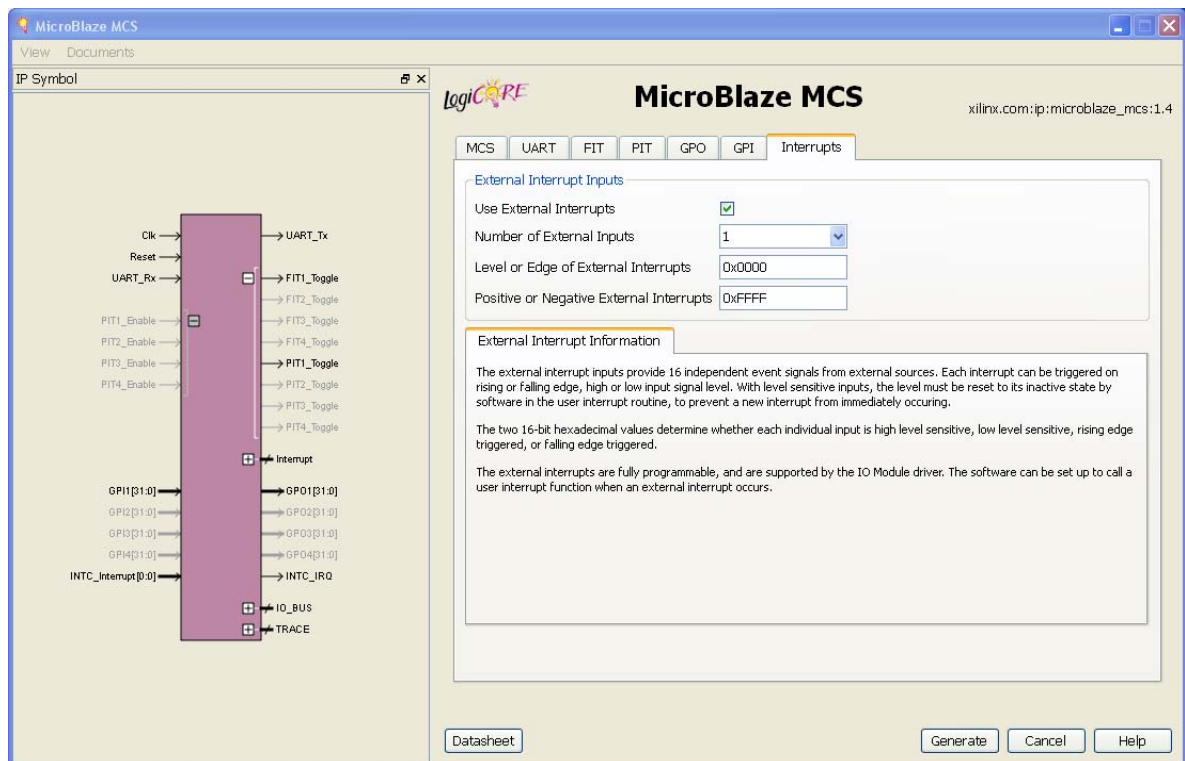 MicroBlaze MCS
View Documents
IP Symbol
Clk
Reset
UART_Rx
PIT1_Enable
PIT2_Enable
PIT3_Enable
PIT4_Enable
GPI1[31:0]
GPI2[31:0]
GPI3[31:0]
GPI4[31:0]
INTC_Interrupt[0:0]
UART_Tx
FIT1_Toggle
FIT2_Toggle
FIT3_Toggle
FIT4_Toggle
PIT1_Toggle
PIT2_Toggle
PIT3_Toggle
PIT4_Toggle
Interrupt
GPO1[31:0]
GPO2[31:0]
GPO3[31:0]
GPO4[31:0]
INTC_IRQ
IO_BUS
TRACE
LogiCORE
MicroBlaze MCS
xilinx.com:ip:microblaze_mcs:1.4
MCS UART FIT PIT GPO GPI Interrupts
External Interrupt Inputs
Use External Interrupts
Number of External Inputs 1
Level or Edge of External Interrupts 0x0000
Positive or Negative External Interrupts 0xFFFF
External Interrupt Information
The external interrupt inputs provide 16 independent event signals from external sources. Each interrupt can be triggered on
rising or falling edge, high or low input signal level. With level sensitive inputs, the level must be reset to its inactive state by
software in the user interrupt routine, to prevent a new interrupt from immediately occuring.
The two 16-bit hexadecimal values determine whether each individual input is high level sensitive, low level sensitive, rising edge
triggered, or falling edge triggered.
The external interrupts are fully programmable, and are supported by the IO Module driver. The software can be set up to call a
user interrupt function when an external interrupt occurs.
Datasheet
Generate Cancel Help